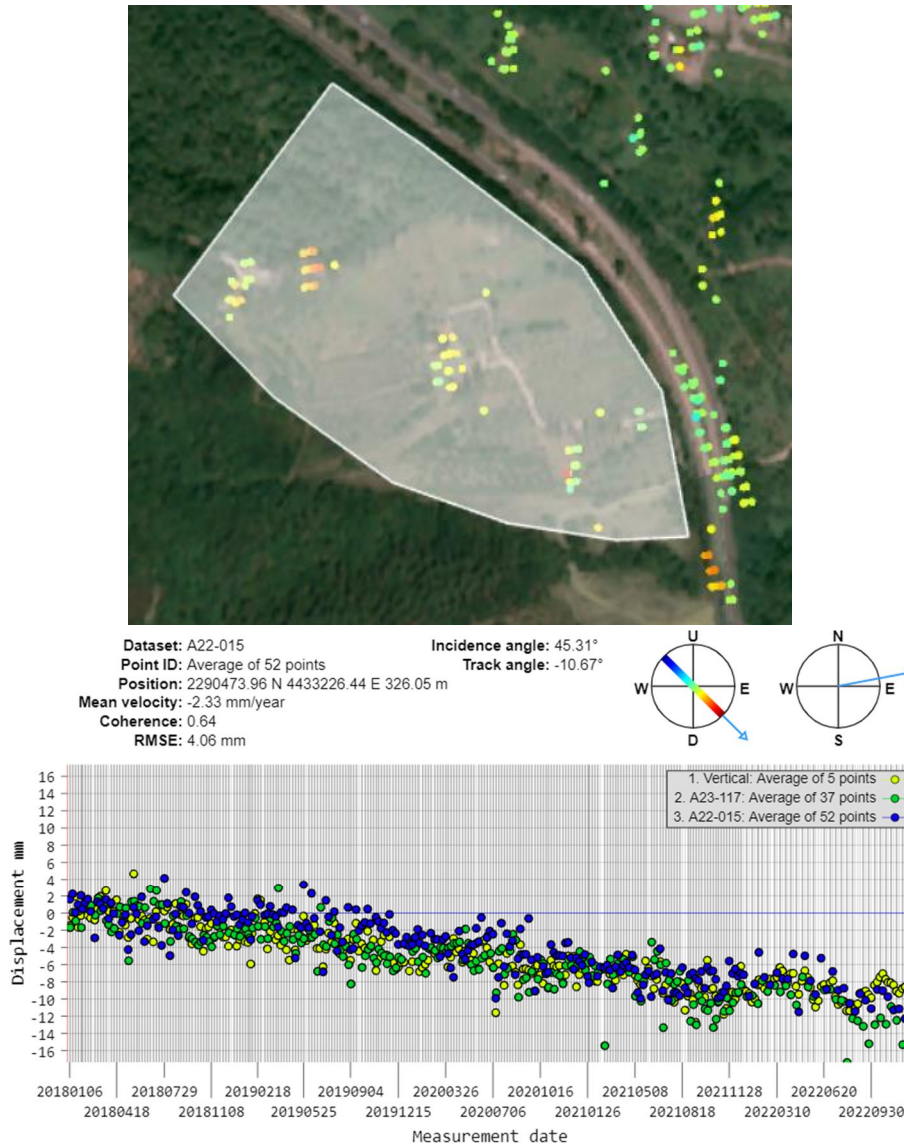 Dataset: A22-015
Point ID: Average of 52 points
Position: 2290473.96 N 4433226.44 E 326.05 m
Mean velocity: -2.33 mm/year
Coherence: 0.64
RMSE: 4.06 mm
Incidence angle: 45.31°
Track angle: -10.67°
U
W E
D
N
W E
S
1. Vertical: Average of 5 points
2. A23-117: Average of 37 points
3. A22-015: Average of 52 points
Displacement mm
16
14
12
10
8
6
4
2
0
-2
-4
-6
-8
-10
-12
-14
-16
20180106 20180729 20190218 20190904 20200326 20201016 20210508 20211128 20220620
20180418 20181108 20190525 20191215 20200706 20210126 20210818 20220310 20220930
Measurement date